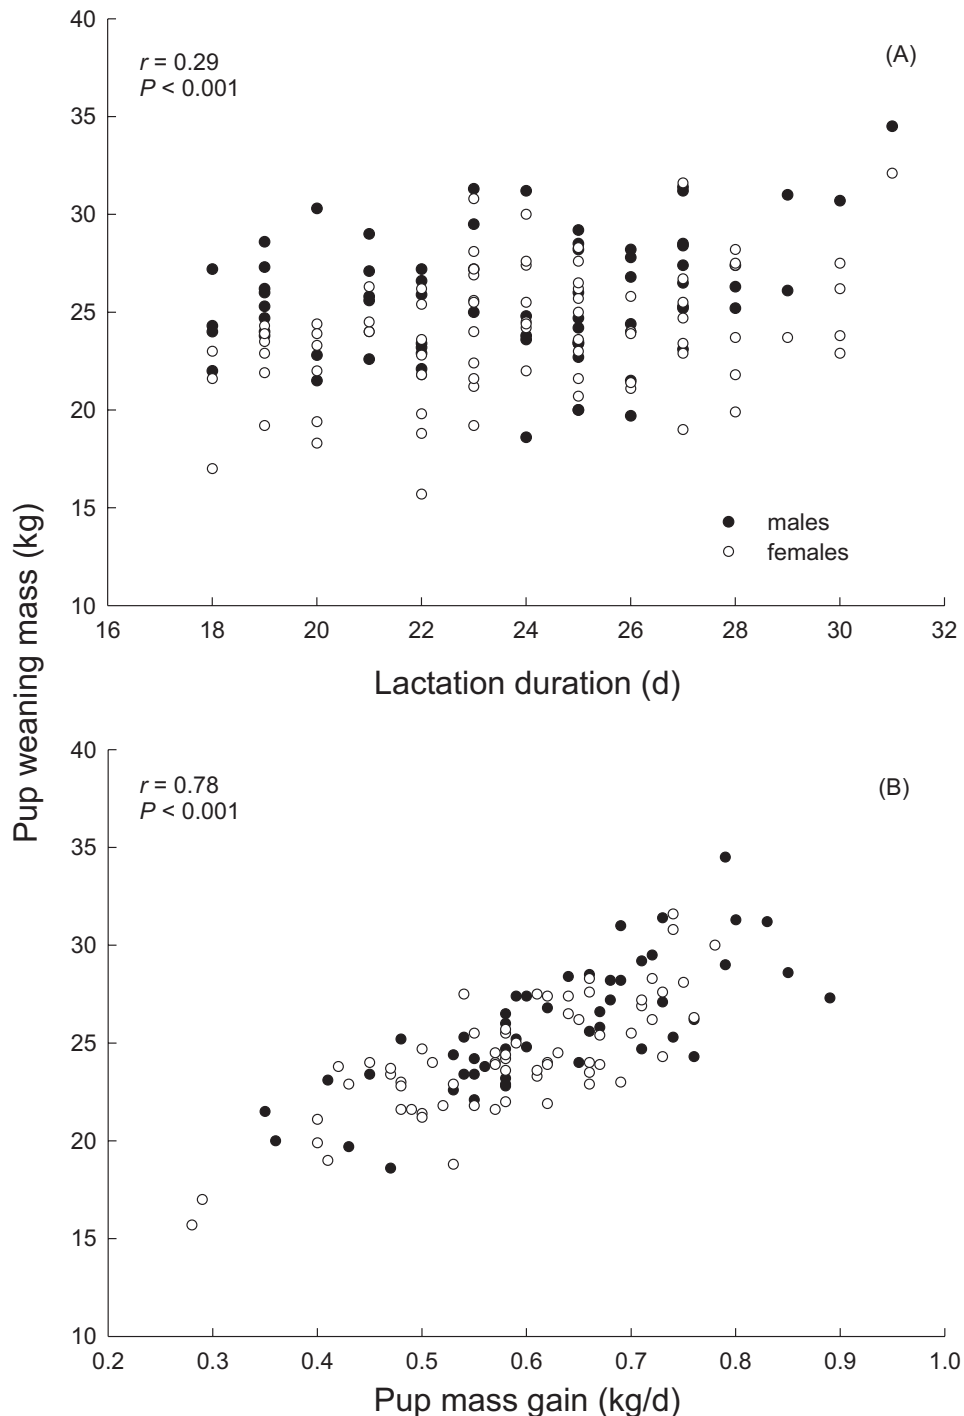 40
35
30
25
20
15
10
r = 0.29
P < 0.001
(A)
males
females
16 18 20 22 24 26 28 30 32
Lactation duration (d)
Pup weaning mass (kg)
40
35
30
25
20
15
10
r = 0.78
P < 0.001
(B)
0.2 0.3 0.4 0.5 0.6 0.7 0.8 0.9 1.0
Pup mass gain (kg/d)